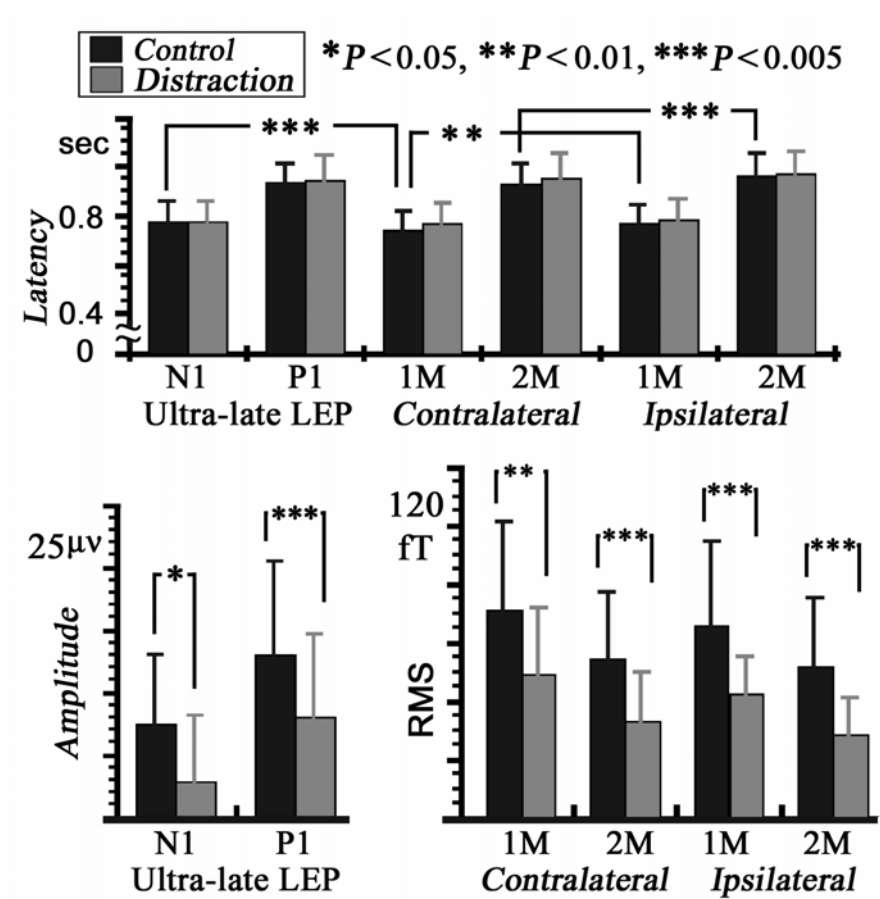 Control
Distraction
*P<0.05, **P<0.01, ***P<0.005
*** ** ***
sec
0.8
0.4
0
Latency
N1 P1 1M 2M 1M 2M
Ultra-late LEP Contralateral Ipsilateral
25μv
Amplitude
* ***
N1 P1
Ultra-late LEP
120
fT
RMS
** *** *** ***
1M 2M 1M 2M
Contralateral Ipsilateral